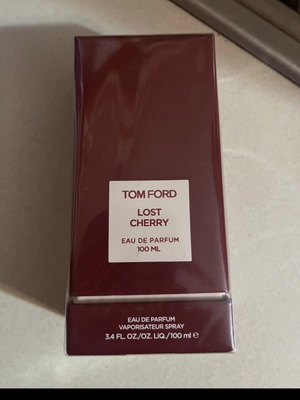 TOM FORD
LOST
CHERRY
EAU DE PARFUM
100 ML
EAU DE PARFUM
VAPORISATEUR SPRAY
3.4 FL. OZ./OZ. LIQ./100 ml ℮